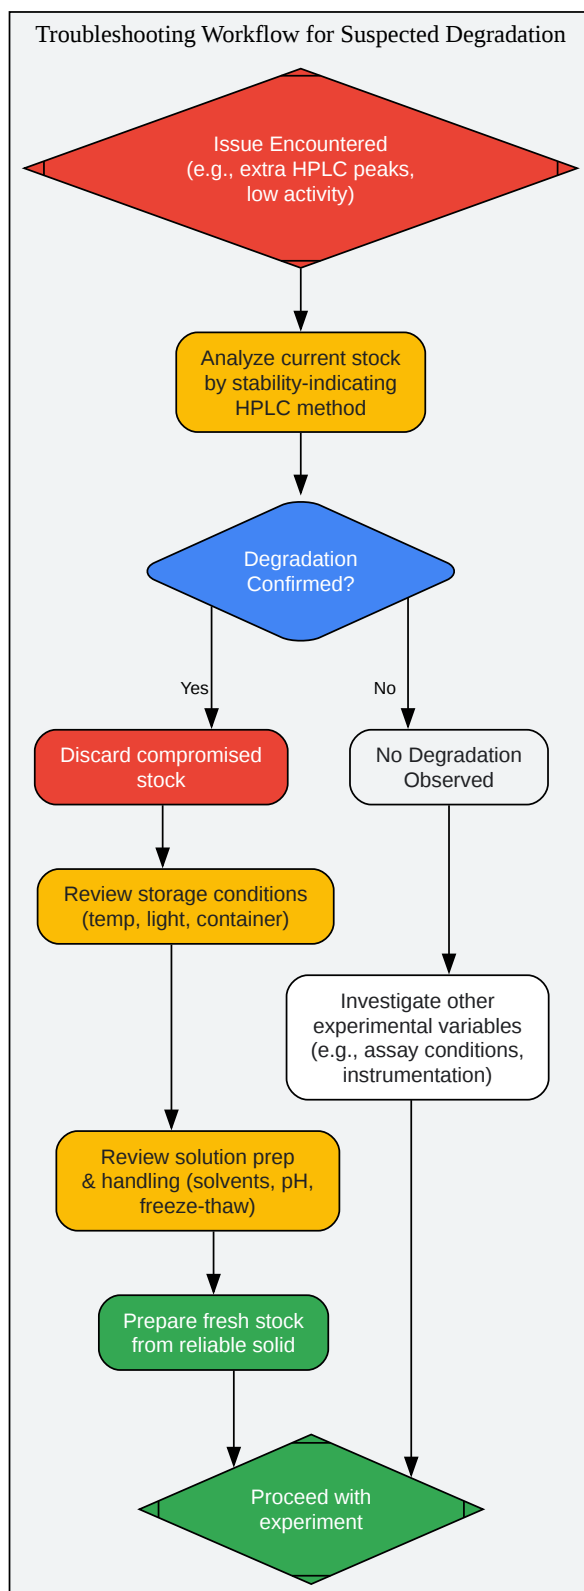 Troubleshooting Workflow for Suspected Degradation
Issue Encountered
(e.g., extra HPLC peaks,
low activity)
Analyze current stock
by stability-indicating
HPLC method
Degradation
Confirmed?
Yes
No
Discard compromised
stock
No Degradation
Observed
Review storage conditions
(temp, light, container)
Investigate other
experimental variables
(e.g., assay conditions,
instrumentation)
Review solution prep
& handling (solvents, pH,
freeze-thaw)
Prepare fresh stock
from reliable solid
Proceed with
experiment